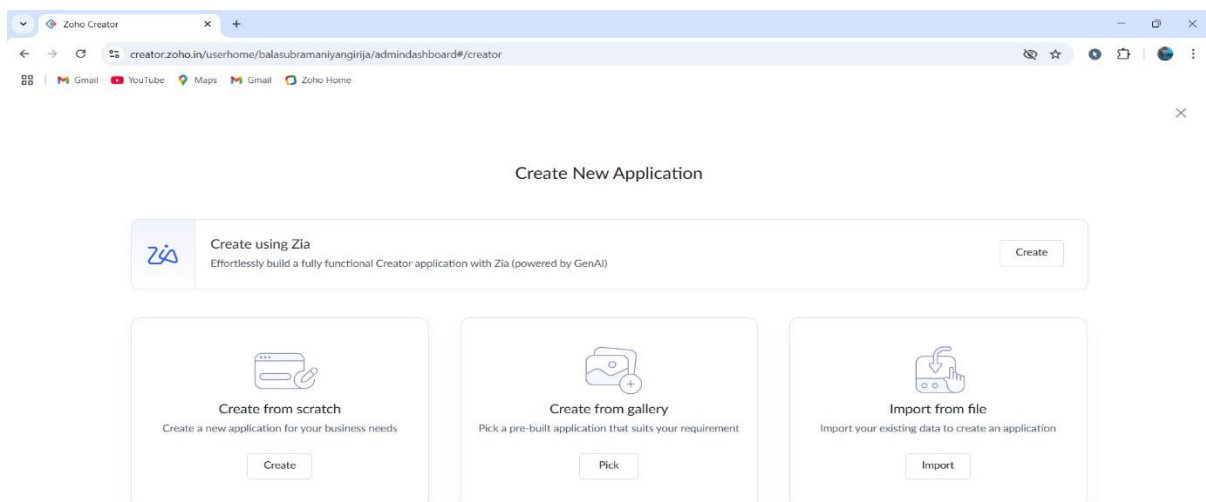 Zoho Creator
creator.zoho.in/userhome/balasubramaniyangirija/admindashboard#/creator
Gmail YouTube Maps Gmail Zoho Home
Create New Application
Zia
Create using Zia
Effortlessly build a fully functional Creator application with Zia (powered by GenAI)
Create
Create from scratch
Create a new application for your business needs
Create
Create from gallery
Pick a pre-built application that suits your requirement
Pick
Import from file
Import your existing data to create an application
Import